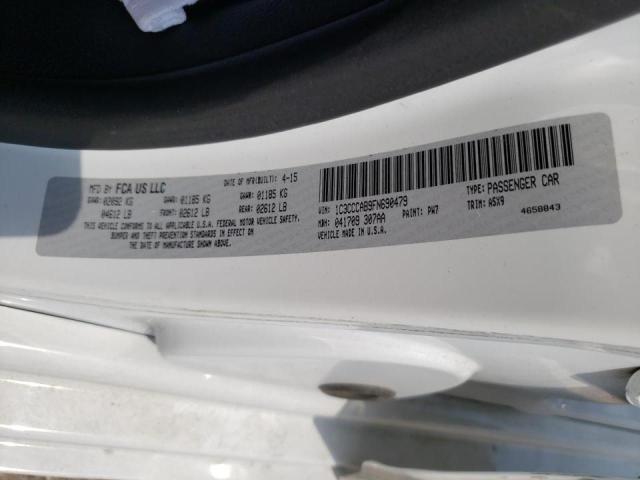 MFD BY FCA US LLC
DATE OF MFR(BUILT): 4-15
GVWR: 02092 KG
04612 LB
GAWR: 01185 KG
FRONT: 02612 LB
GAWR: 01185 KG
REAR: 02612 LB
THIS VEHICLE CONFORMS TO ALL APPLICABLE U.S.A. FEDERAL MOTOR VEHICLE SAFETY,
BUMPER AND THEFT PREVENTION STANDARDS IN EFFECT ON THE DATE
OF MANUFACTURE SHOWN ABOVE.
VIN: 1C3CCCAB9FN690479
TYPE: PASSENGER CAR
MDH: 041709 307AA
PAINT: PW7
TRIM: ASX9
VEHICLE MADE IN U.S.A.
4658843